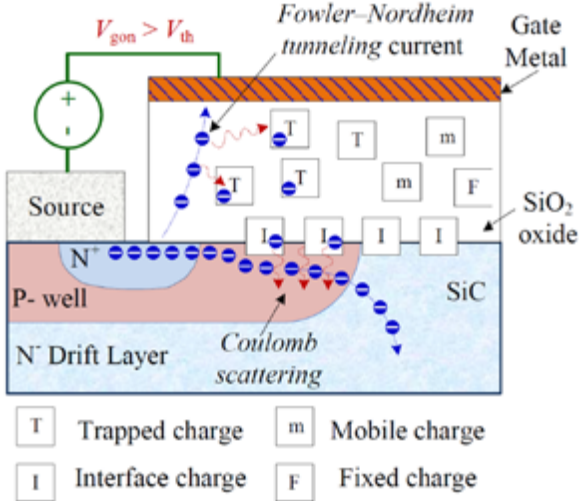 Fowler–Nordheim
tunneling current
V_gon > V_th
Gate
Metal
+
-
T
T
m
T
T
m
F
Source
SiO₂
oxide
I
I
I
I
N⁺
P- well
SiC
N⁻ Drift Layer
Coulomb
scattering
T Trapped charge
m Mobile charge
I Interface charge
F Fixed charge